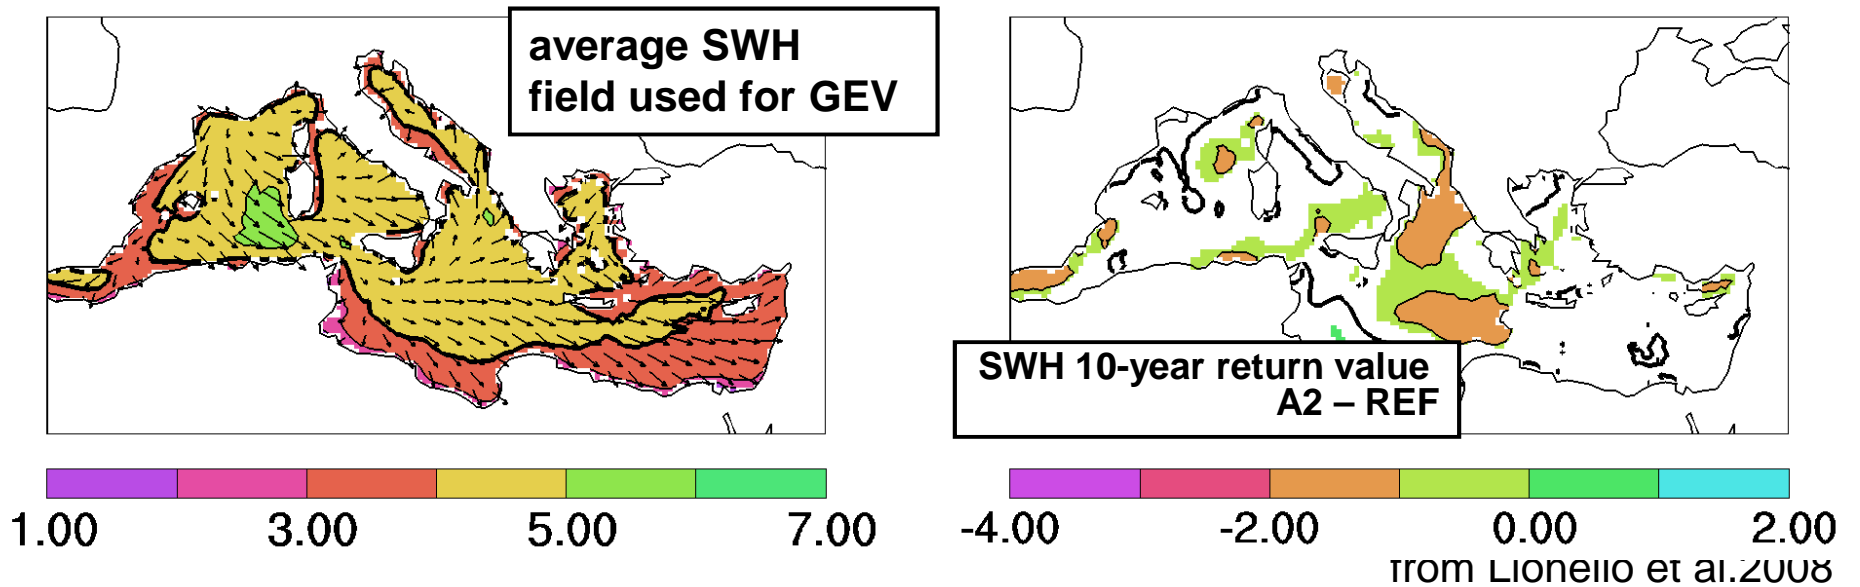 average SWH
field used for GEV
SWH 10-year return value
A2 – REF
1.00 3.00 5.00 7.00
-4.00 -2.00 0.00 2.00
from Lionello et al.2008